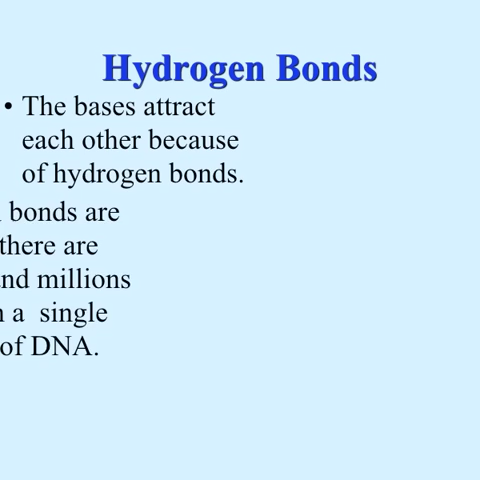 Hydrogen Bonds
• The bases attract
each other because
of hydrogen bonds.
bonds are
there are
nd millions
a single
of DNA.